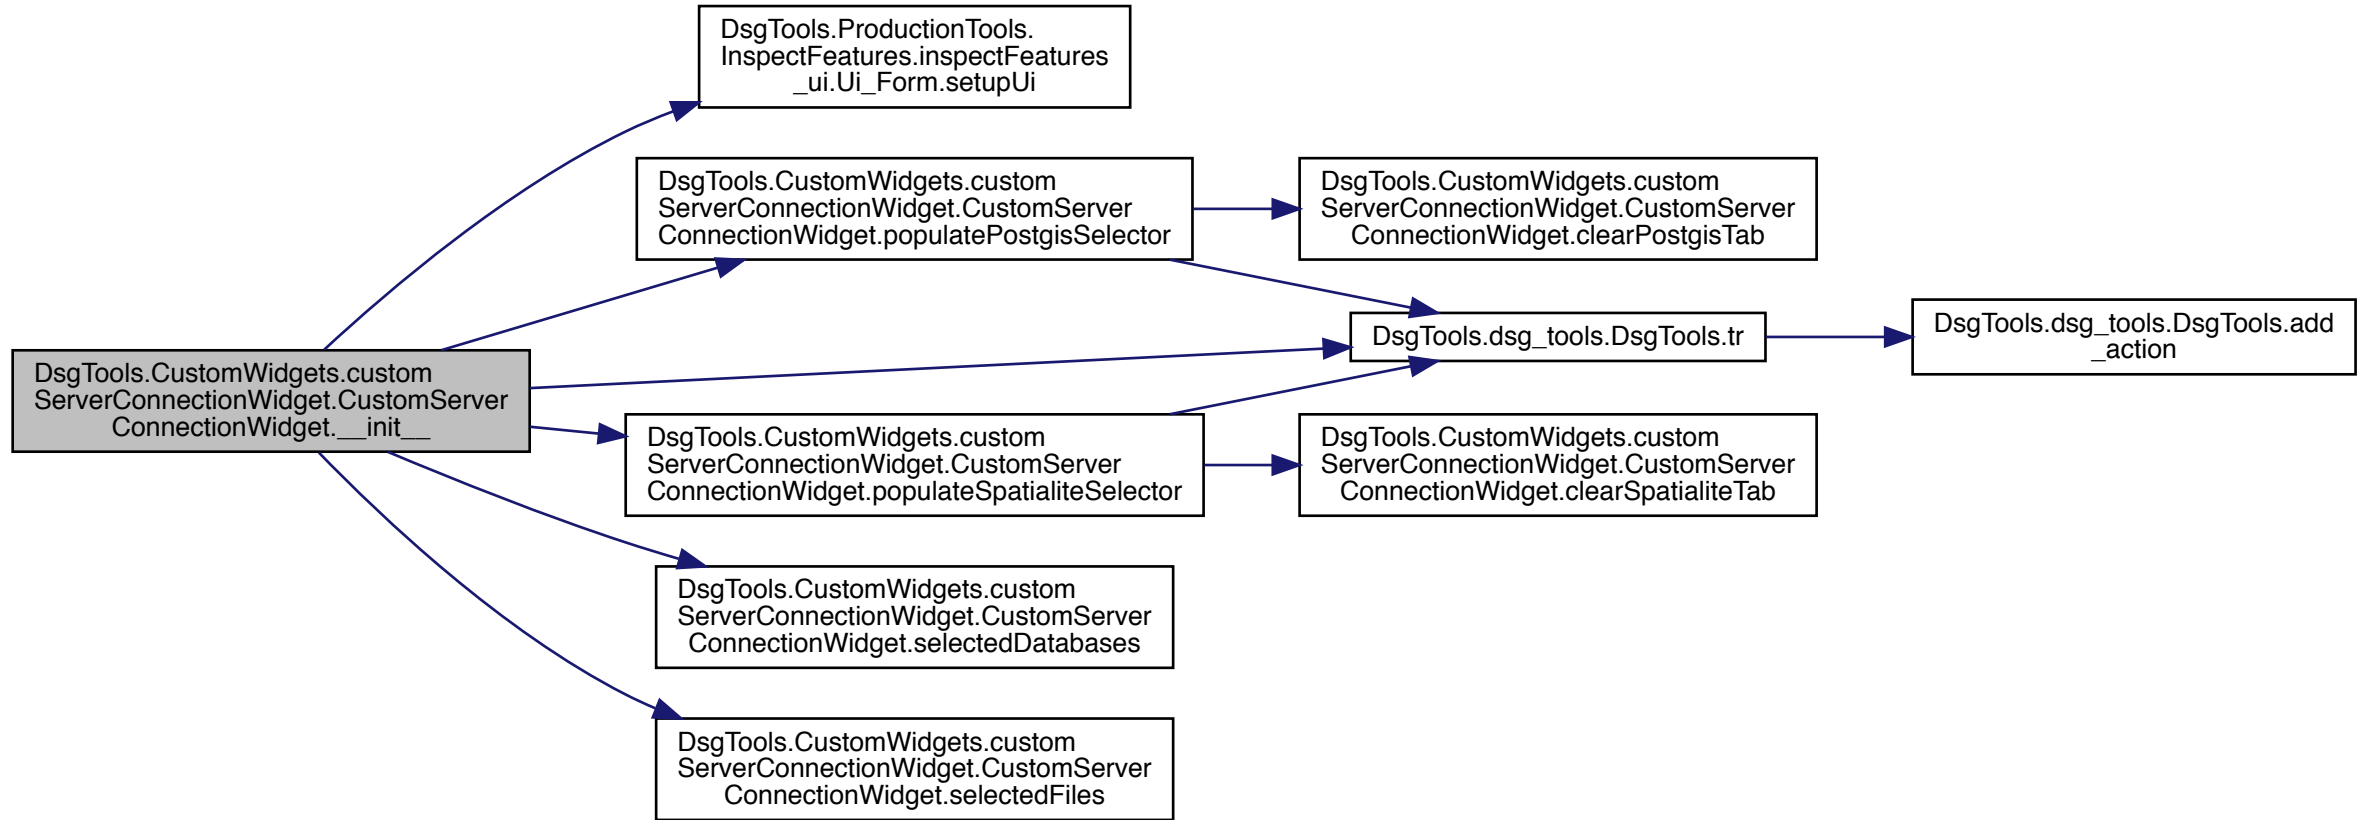 DsgTools.ProductionTools.
InspectFeatures.inspectFeatures
_ui.Ui_Form.setupUi
DsgTools.CustomWidgets.custom
ServerConnectionWidget.CustomServer
ConnectionWidget.populatePostgisSelector
DsgTools.CustomWidgets.custom
ServerConnectionWidget.CustomServer
ConnectionWidget.clearPostgisTab
DsgTools.dsg_tools.DsgTools.tr
DsgTools.dsg_tools.DsgTools.add
_action
DsgTools.CustomWidgets.custom
ServerConnectionWidget.CustomServer
ConnectionWidget.__init__
DsgTools.CustomWidgets.custom
ServerConnectionWidget.CustomServer
ConnectionWidget.populateSpatialiteSelector
DsgTools.CustomWidgets.custom
ServerConnectionWidget.CustomServer
ConnectionWidget.clearSpatialiteTab
DsgTools.CustomWidgets.custom
ServerConnectionWidget.CustomServer
ConnectionWidget.selectedDatabases
DsgTools.CustomWidgets.custom
ServerConnectionWidget.CustomServer
ConnectionWidget.selectedFiles